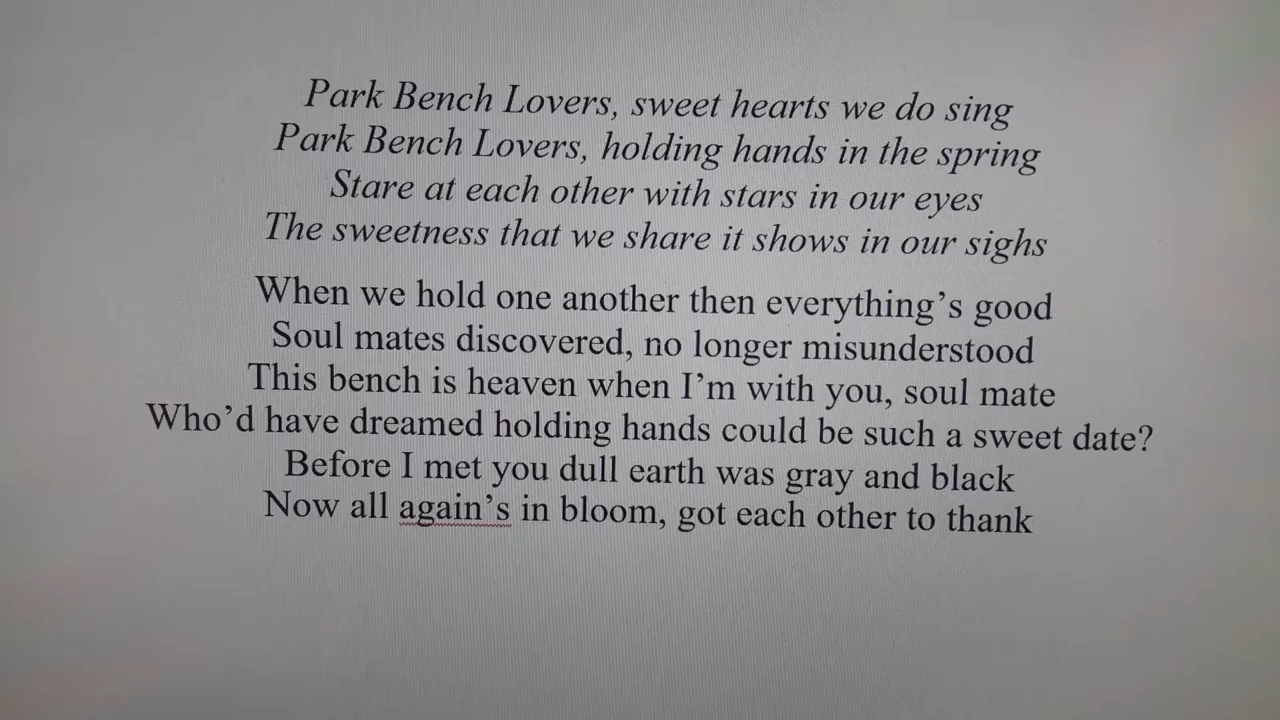 Park Bench Lovers, sweet hearts we do sing
Park Bench Lovers, holding hands in the spring
Stare at each other with stars in our eyes
The sweetness that we share it shows in our sighs
When we hold one another then everything’s good
Soul mates discovered, no longer misunderstood
This bench is heaven when I’m with you, soul mate
Who’d have dreamed holding hands could be such a sweet date?
Before I met you dull earth was gray and black
Now all again’s in bloom, got each other to thank